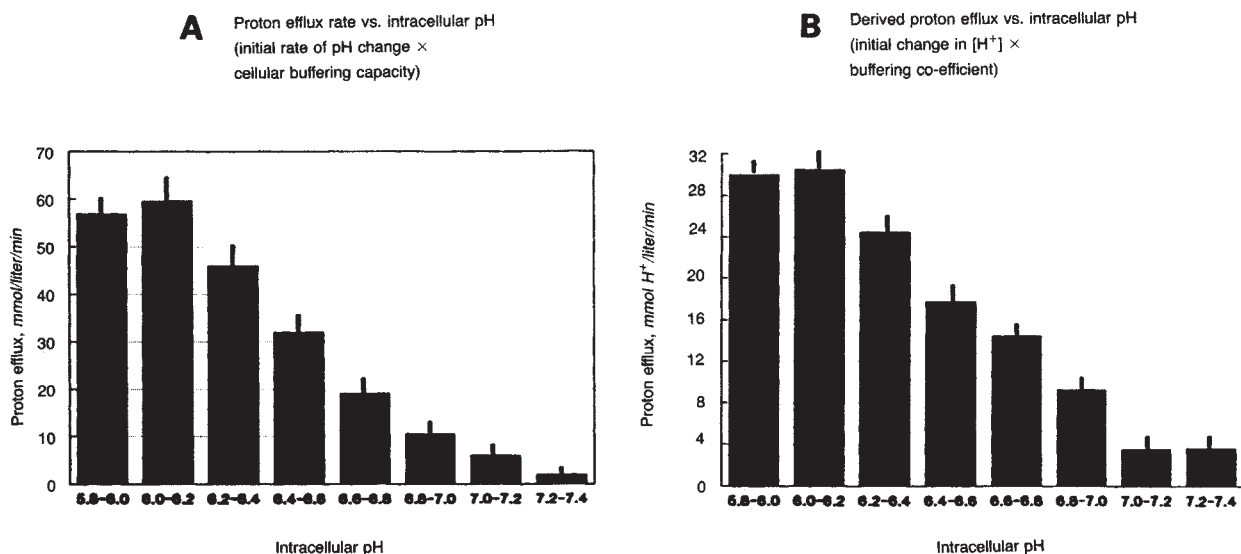 A
Proton efflux rate vs. intracellular pH
(initial rate of pH change ×
cellular buffering capacity)
70
60
50
40
30
20
10
0
Proton efflux, mmol/liter/min
5.8–6.0 6.0–6.2 6.2–6.4 6.4–6.6 6.6–6.8 6.8–7.0 7.0–7.2 7.2–7.4
Intracellular pH
B
Derived proton efflux vs. intracellular pH
(initial change in [H+] ×
buffering co-efficient)
32
28
24
20
16
12
8
4
0
Proton efflux, mmol H+/liter/min
5.8–6.0 6.0–6.2 6.2–6.4 6.4–6.6 6.6–6.8 6.8–7.0 7.0–7.2 7.2–7.4
Intracellular pH